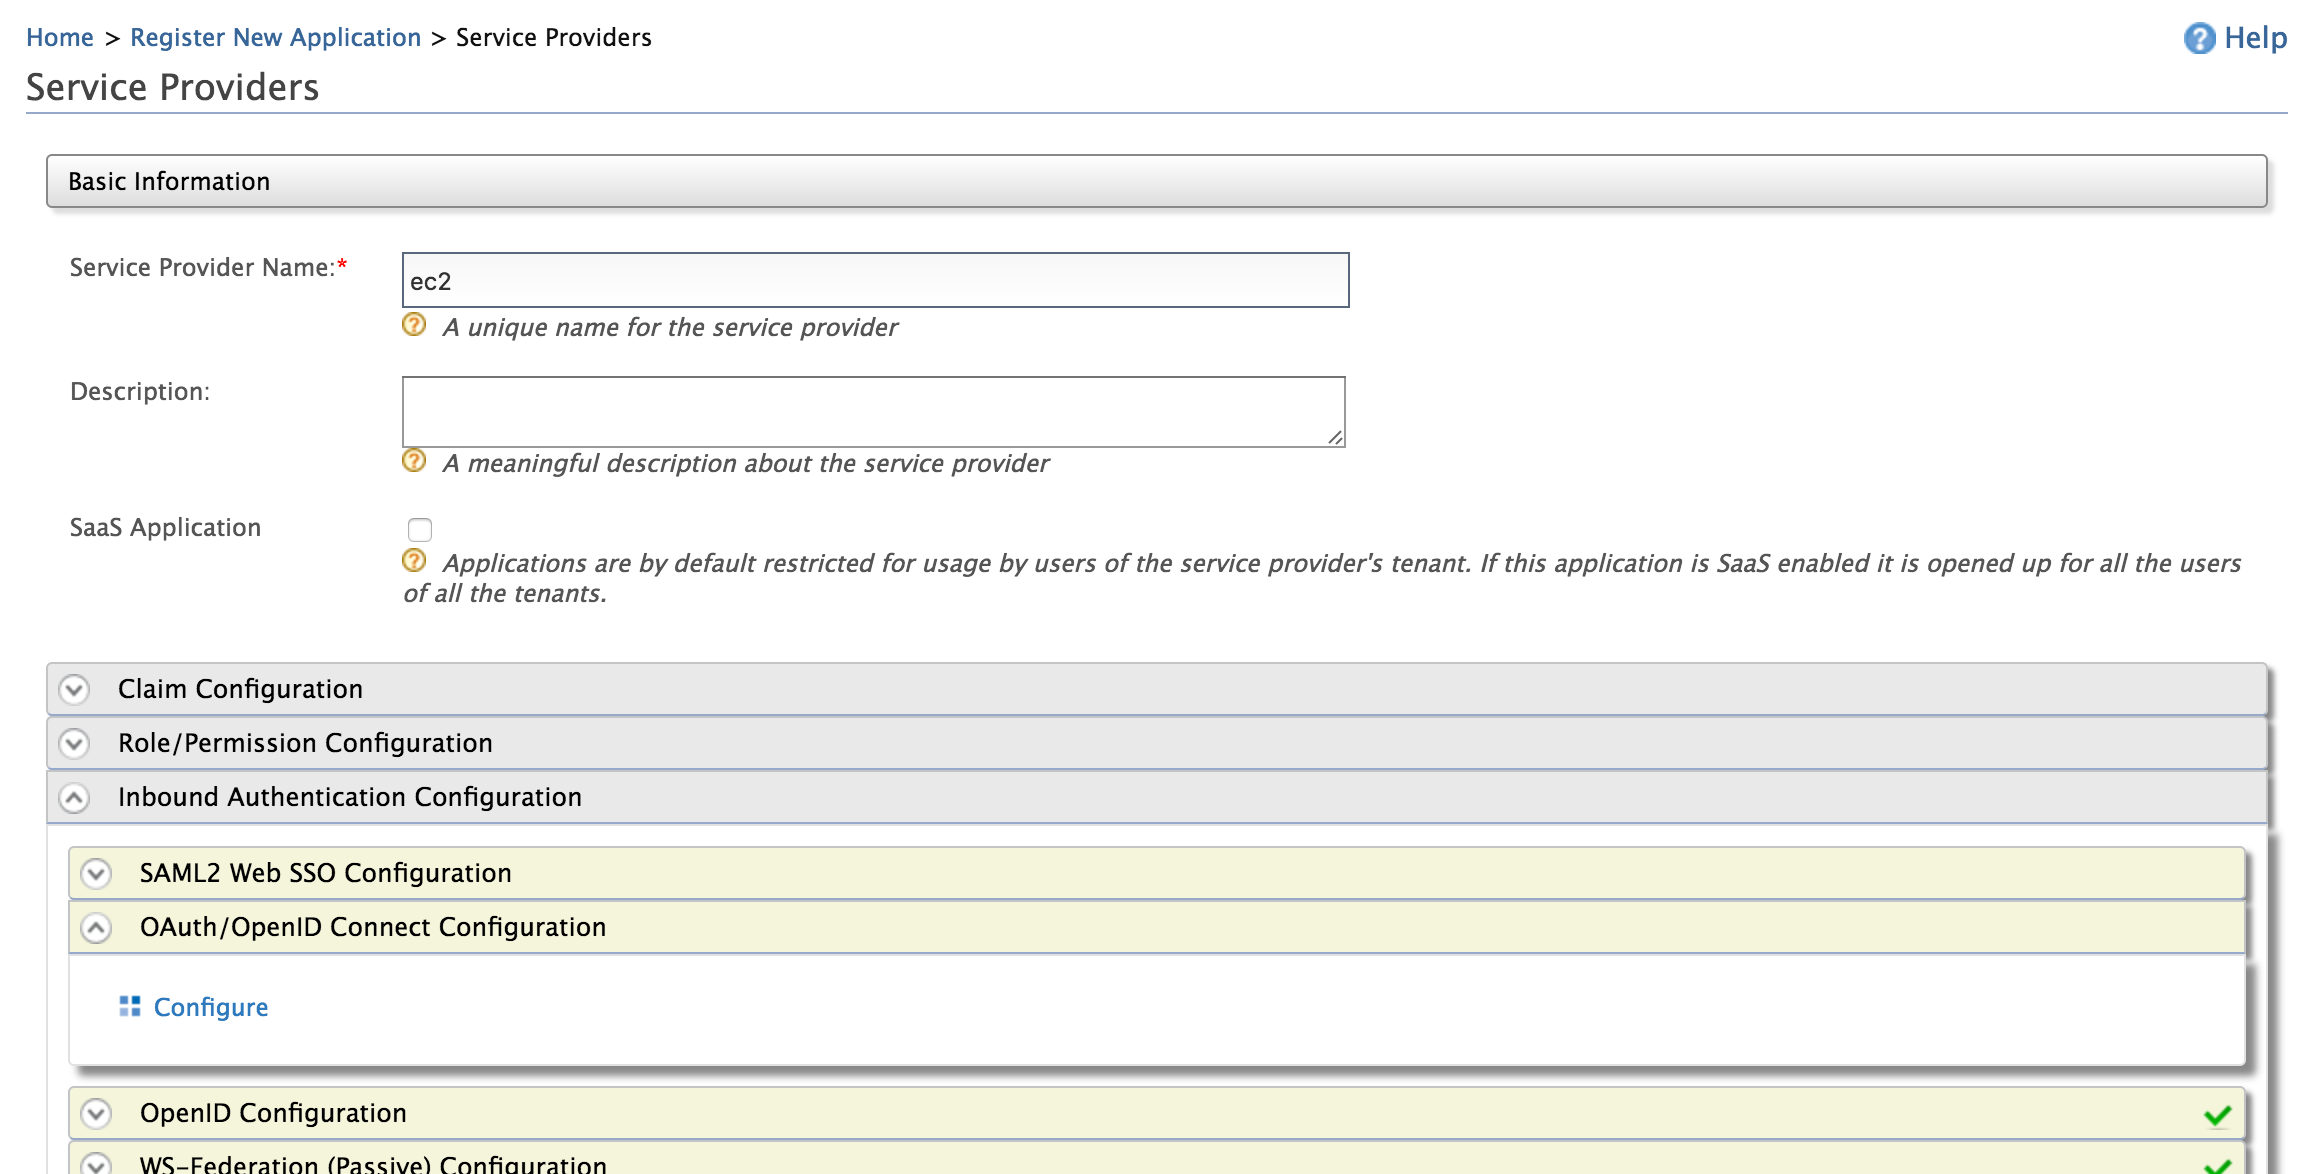 Home > Register New Application > Service Providers
Help
Service Providers
Basic Information
Service Provider Name:*
ec2
A unique name for the service provider
Description:
A meaningful description about the service provider
SaaS Application
Applications are by default restricted for usage by users of the service provider's tenant. If this application is SaaS enabled it is opened up for all the users
of all the tenants.
Claim Configuration
Role/Permission Configuration
Inbound Authentication Configuration
SAML2 Web SSO Configuration
OAuth/OpenID Connect Configuration
Configure
OpenID Configuration
WS-Federation (Passive) Configuration